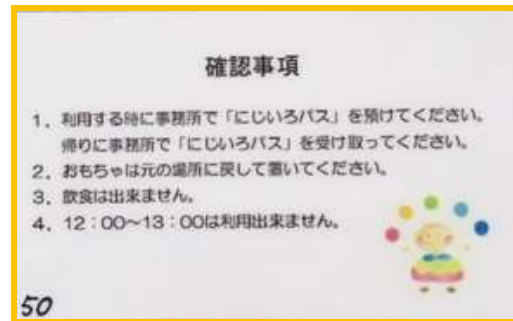 確認事項
1，利用する時に事務所で「にじいろパス」を預けてください。
帰りに事務所で「にじいろパス」を受け取ってください。
2，おもちゃは元の場所に戻して置いてください。
3，飲食は出来ません。
4，12：00～13：00は利用出来ません。
50